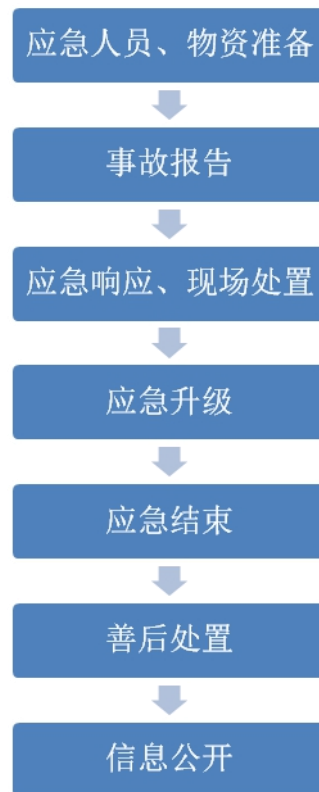 应急人员、物资准备
事故报告
应急响应、现场处置
应急升级
应急结束
善后处置
信息公开